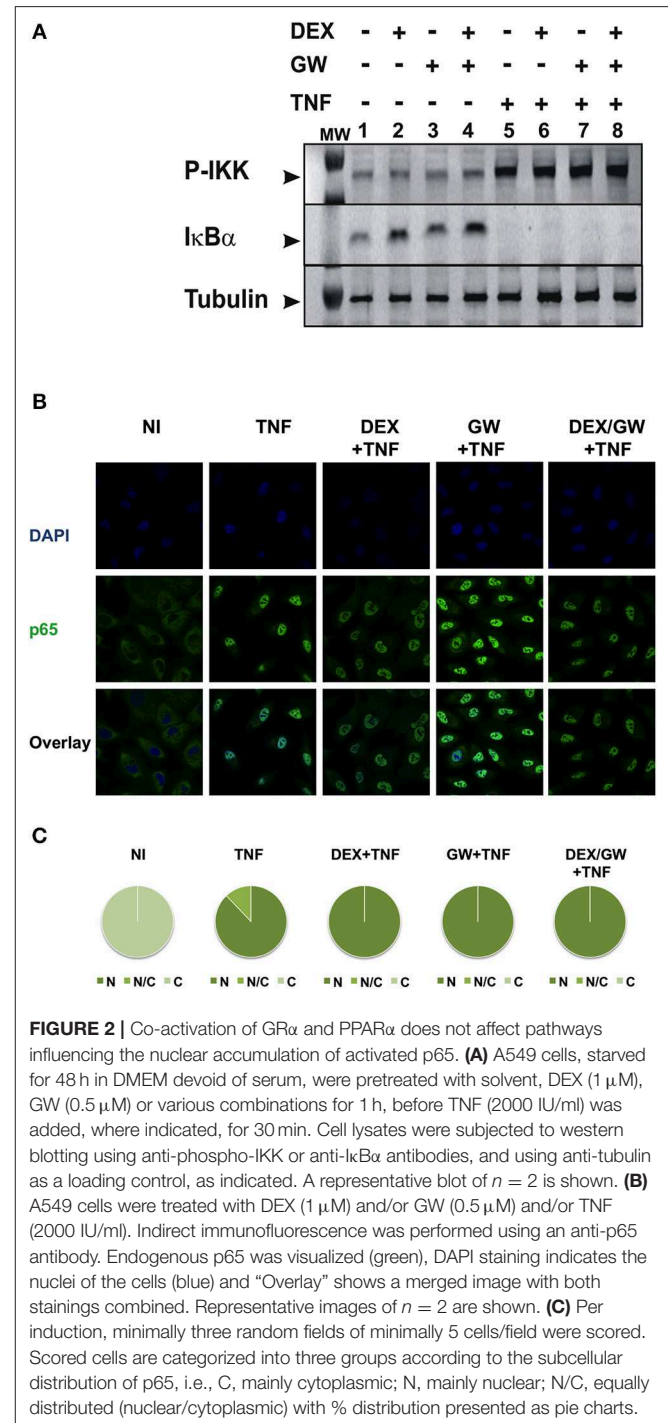 A
DEX - + - + - + - +
GW - - + + - - + +
TNF - - - - + + + +
MW 1 2 3 4 5 6 7 8
P-IKK
IκBα
Tubulin
B
NI TNF DEX +TNF GW +TNF DEX/GW +TNF
DAPI
p65
Overlay
C
NI TNF DEX+TNF GW+TNF DEX/GW +TNF
N N/C C N N/C C N N/C C N N/C C N N/C C
FIGURE 2 | Co-activation of GRα and PPARα does not affect pathways
influencing the nuclear accumulation of activated p65. (A) A549 cells, starved
for 48 h in DMEM devoid of serum, were pretreated with solvent, DEX (1 μM),
GW (0.5 μM) or various combinations for 1 h, before TNF (2000 IU/ml) was
added, where indicated, for 30 min. Cell lysates were subjected to western
blotting using anti-phospho-IKK or anti-IκBα antibodies, and using anti-tubulin
as a loading control, as indicated. A representative blot of n = 2 is shown. (B)
A549 cells were treated with DEX (1 μM) and/or GW (0.5 μM) and/or TNF
(2000 IU/ml). Indirect immunofluorescence was performed using an anti-p65
antibody. Endogenous p65 was visualized (green), DAPI staining indicates the
nuclei of the cells (blue) and “Overlay” shows a merged image with both
stainings combined. Representative images of n = 2 are shown. (C) Per
induction, minimally three random fields of minimally 5 cells/field were scored.
Scored cells are categorized into three groups according to the subcellular
distribution of p65, i.e., C, mainly cytoplasmic; N, mainly nuclear; N/C, equally
distributed (nuclear/cytoplasmic) with % distribution presented as pie charts.